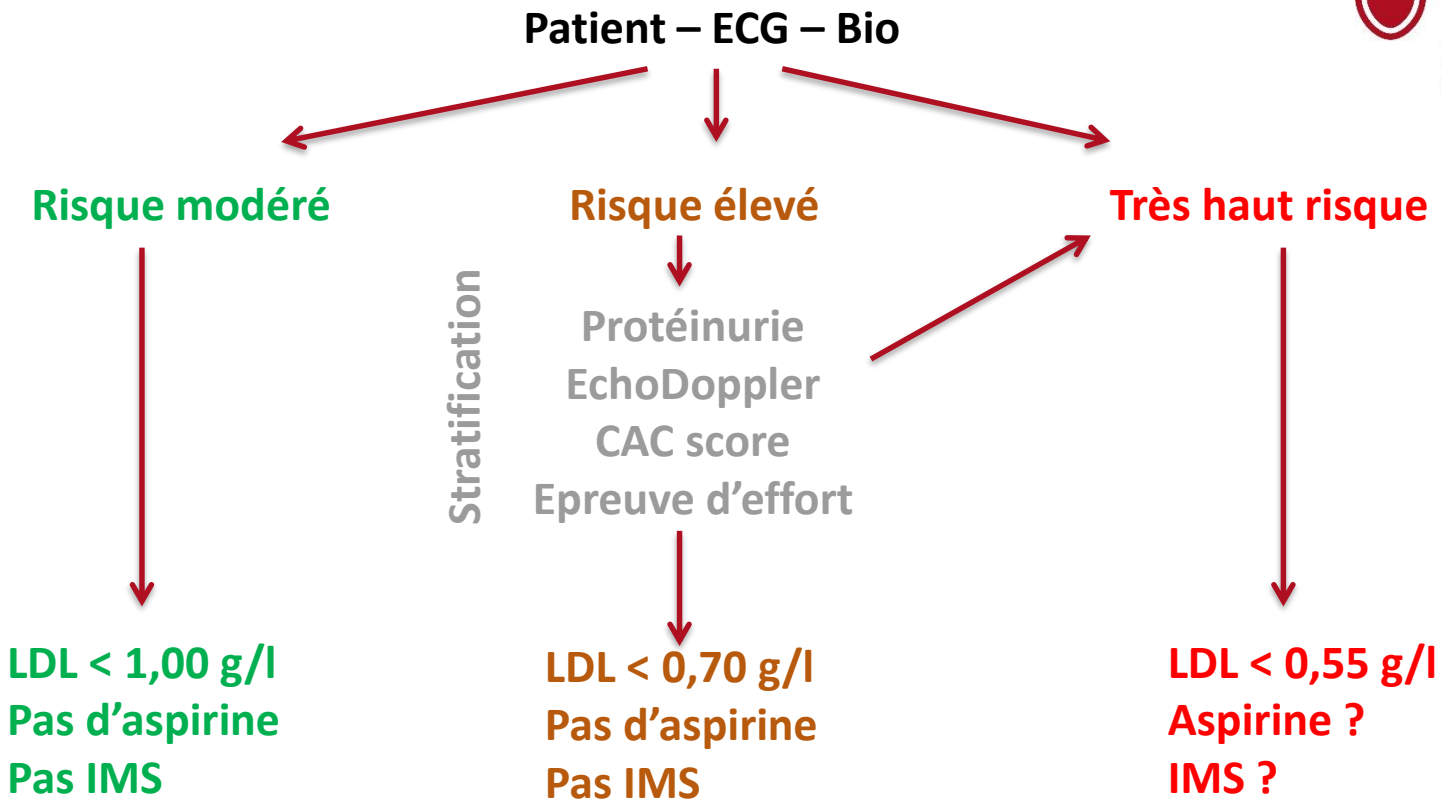 Patient – ECG – Bio
Risque modéré
Risque élevé
Très haut risque
Stratification
Protéinurie
EchoDoppler
CAC score
Epreuve d’effort
LDL < 1,00 g/l
Pas d’aspirine
Pas IMS
LDL < 0,70 g/l
Pas d’aspirine
Pas IMS
LDL < 0,55 g/l
Aspirine ?
IMS ?